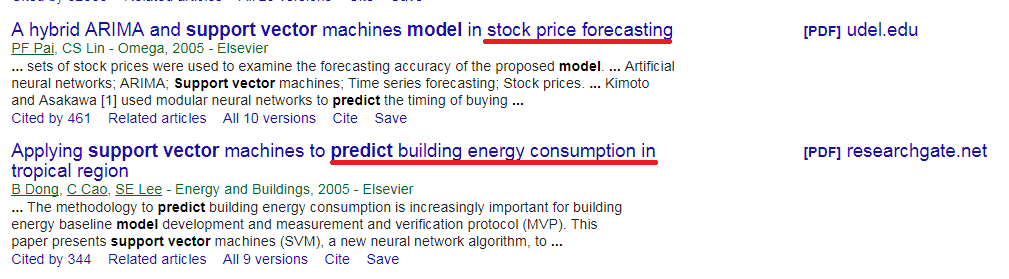 A hybrid ARIMA and support vector machines model in stock price forecasting
[PDF] udel.edu
PF Pai, CS Lin - Omega, 2005 - Elsevier
... sets of stock prices were used to examine the forecasting accuracy of the proposed model. ... Artificial
neural networks; ARIMA; Support vector machines; Time series forecasting; Stock prices. ... Kimoto
and Asakawa [1] used modular neural networks to predict the timing of buying ...
Cited by 461 Related articles All 10 versions Cite Save
Applying support vector machines to predict building energy consumption in
[PDF] researchgate.net
tropical region
B Dong, C Cao, SE Lee - Energy and Buildings, 2005 - Elsevier
... The methodology to predict building energy consumption is increasingly important for building
energy baseline model development and measurement and verification protocol (MVP). This
paper presents support vector machines (SVM), a new neural network algorithm, to ...
Cited by 344 Related articles All 9 versions Cite Save